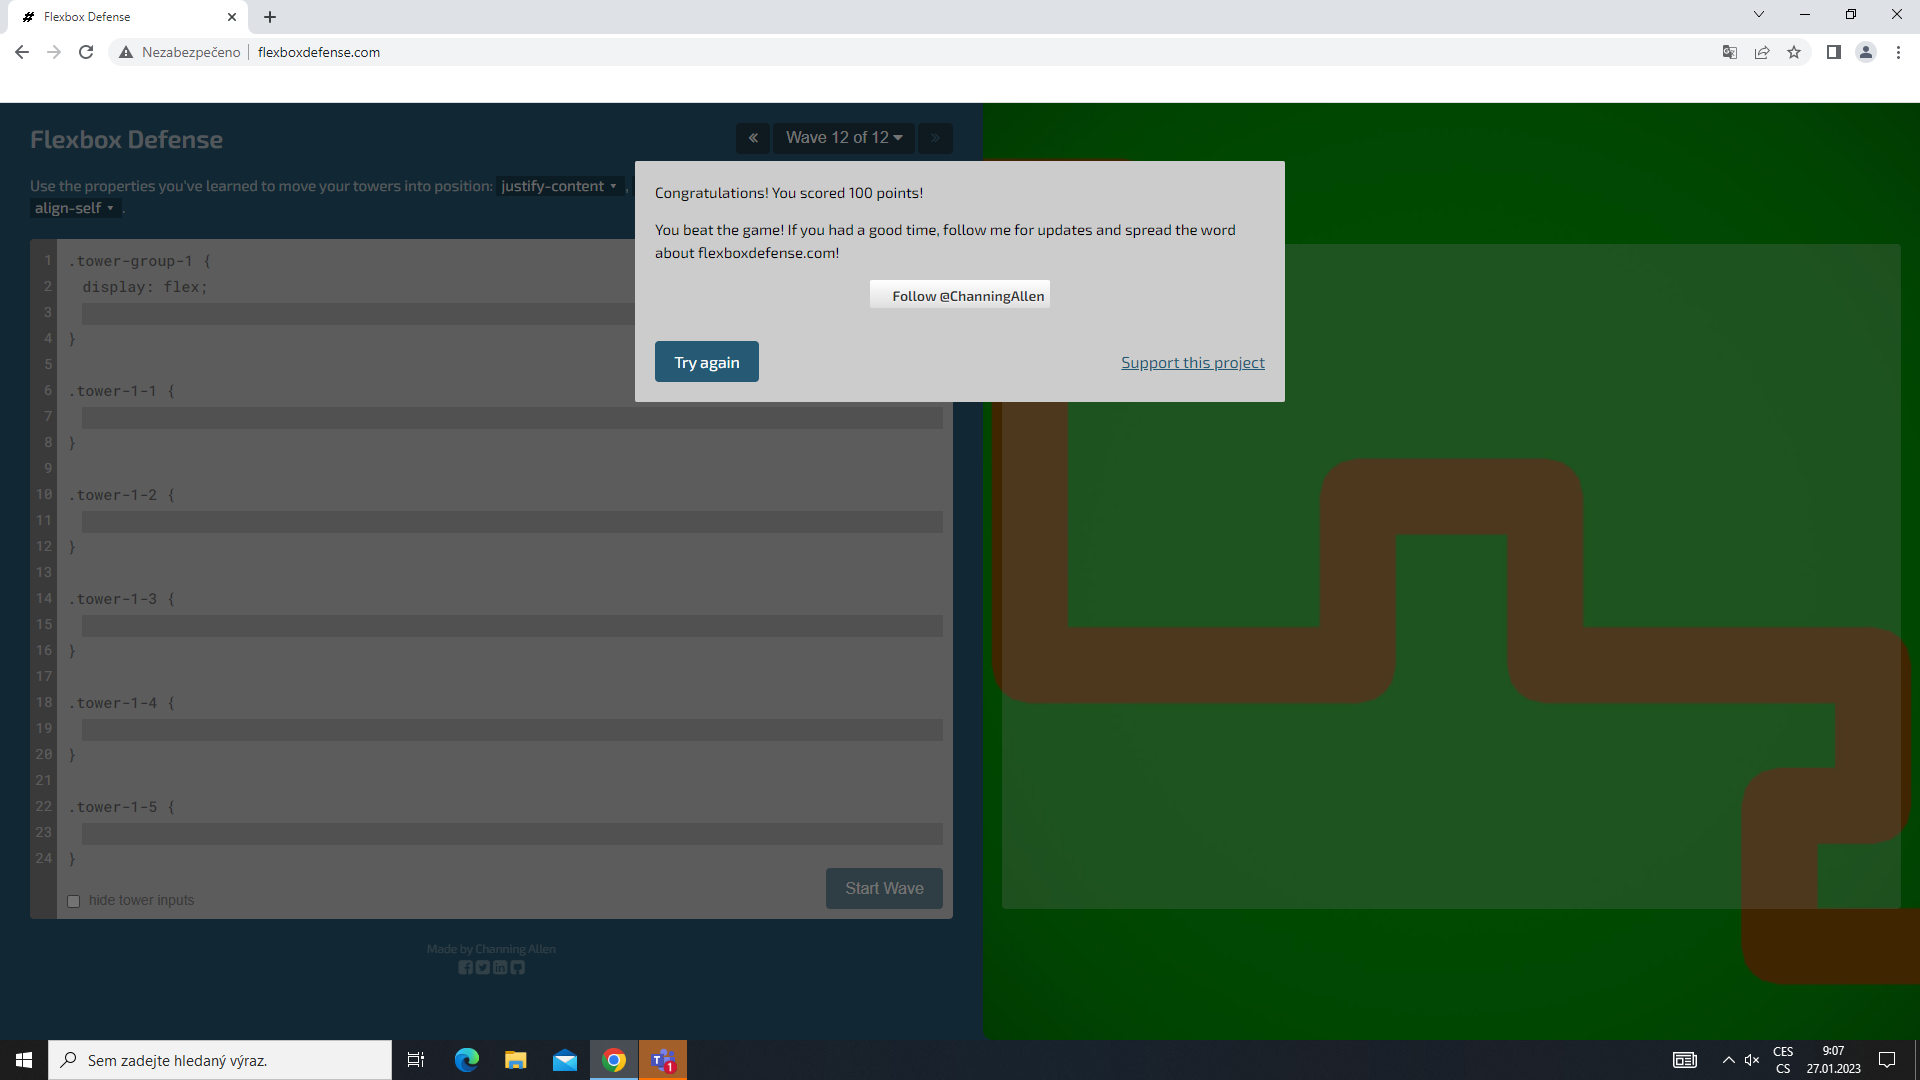 Flexbox Defense
Nezabezpečeno
flexboxdefense.com
Flexbox Defense
« Wave 12 of 12 »
Use the properties you've learned to move your towers into position: justify-content ,
align-self .
Congratulations! You scored 100 points!
You beat the game! If you had a good time, follow me for updates and spread the word
about flexboxdefense.com!
Follow @ChanningAllen
Try again
Support this project
1 .tower-group-1 {
2 display: flex;
3
4 }
5
6 .tower-1-1 {
7
8 }
9
10 .tower-1-2 {
11
12 }
13
14 .tower-1-3 {
15
16 }
17
18 .tower-1-4 {
19
20 }
21
22 .tower-1-5 {
23
24 }
hide tower inputs
Start Wave
Made by Channing Allen
Sem zadejte hledaný výraz.
1
CES
CS
9:07
27.01.2023